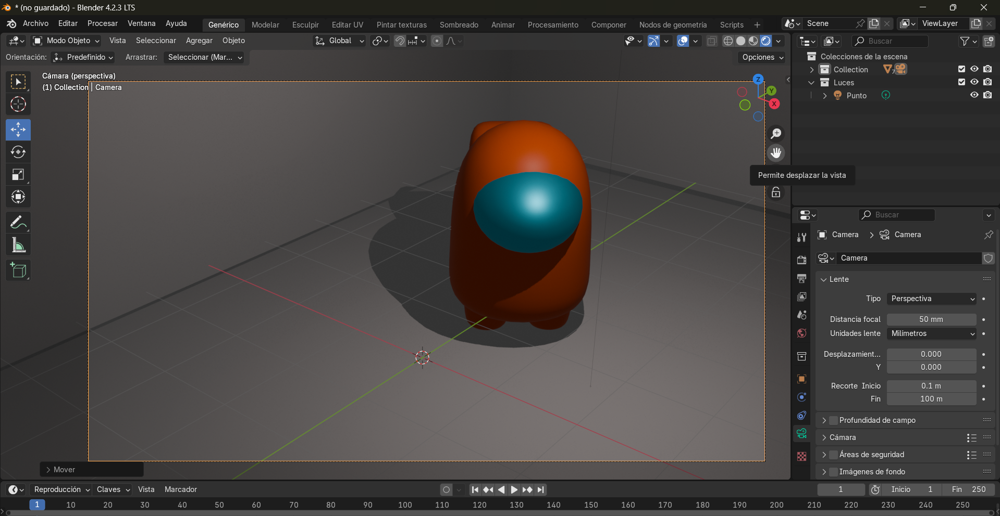 * (no guardado) - Blender 4.2.3 LTS
Archivo Editar Procesar Ventana Ayuda Genérico Modelar Esculpir Editar UV Pintar texturas Sombreado Animar Procesamiento Componer Nodos de geometría Scripts + Scene ViewLayer
Modo Objeto Vista Seleccionar Agregar Objeto Global Buscar
Orientación: Predefinido Arrastrar: Seleccionar (Mar... Opciones
Colecciones de la escena
Collection 7
Luces
Punto
Cámara (perspectiva)
(1) Collection | Camera
Z
Y
X
Permite desplazar la vista
Buscar
Camera > Camera
Camera
Lente
Tipo Perspectiva
Distancia focal 50 mm
Unidades lente Milímetros
Desplazamient... 0.000
Y 0.000
Recorte Inicio 0.1 m
Fin 100 m
Profundidad de campo
Cámara
Áreas de seguridad
Imágenes de fondo
Mover
Reproducción Claves Vista Marcador 1 Inicio 1 Fin 250
1 10 20 30 40 50 60 70 80 90 100 110 120 130 140 150 160 170 180 190 200 210 220 230 240 250